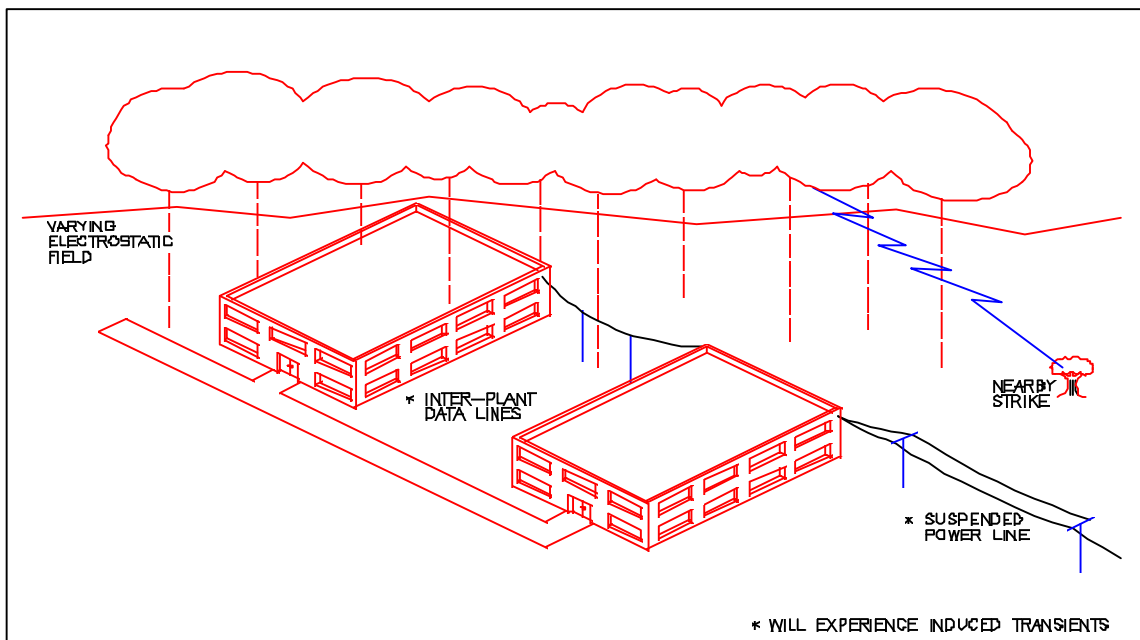 VARYING
ELECTROSTATIC
FIELD
* INTER-PLANT
DATA LINES
NEARBY
STRIKE
* SUSPENDED
POWER LINE
* WILL EXPERIENCE INDUCED TRANSIENTS